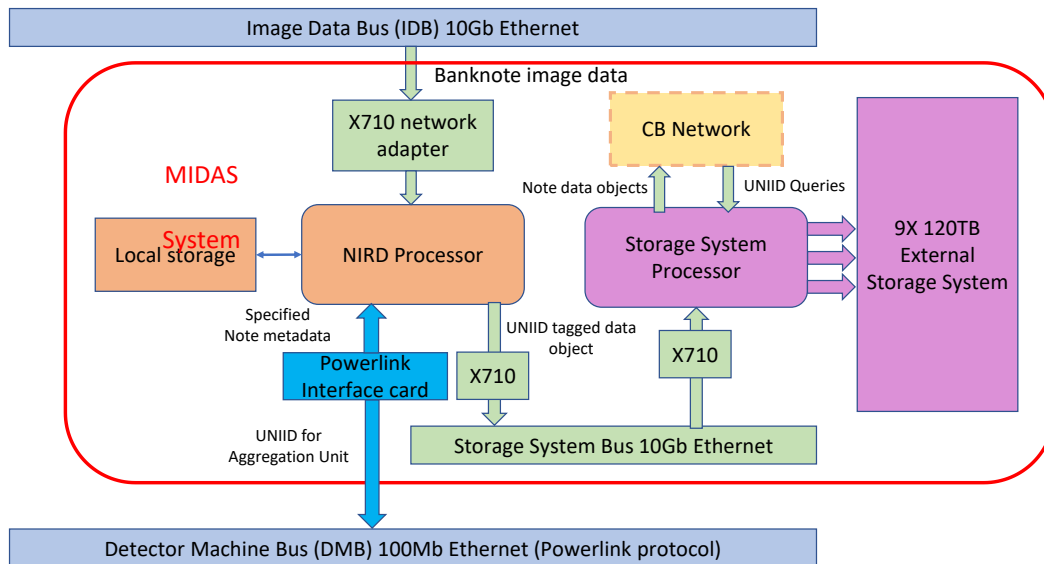 Image Data Bus (IDB) 10Gb Ethernet
Banknote image data
X710 network
adapter
CB Network
MIDAS
System
Note data objects
UNIID Queries
Local storage
NIRD Processor
Storage System
Processor
9X 120TB
External
Storage System
Specified
Note metadata
UNIID tagged data
object
Powerlink
Interface card
X710
X710
UNIID for
Aggregation Unit
Storage System Bus 10Gb Ethernet
Detector Machine Bus (DMB) 100Mb Ethernet (Powerlink protocol)